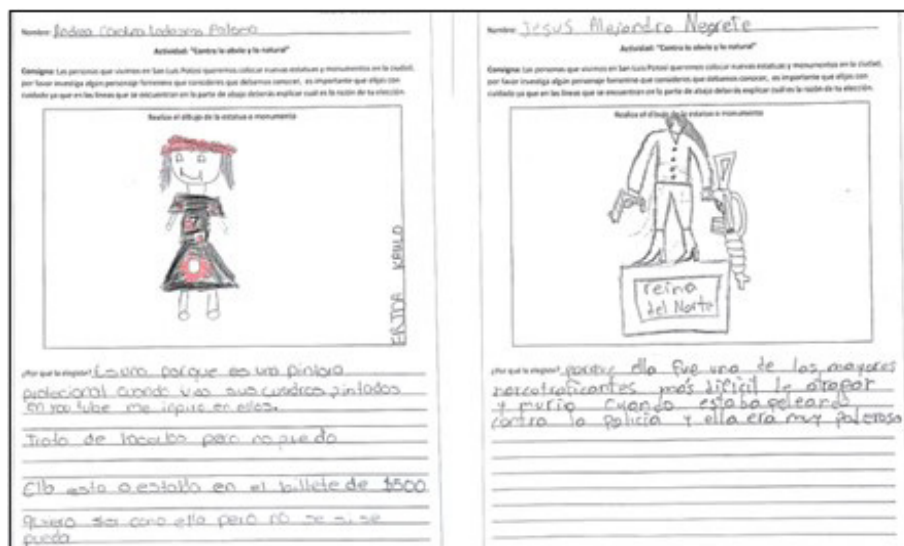 Nombre: Andrea Carolina Ledezma Palomo
Actividad: "Contra lo obvio y lo natural"
Consigna: Las personas que vivimos en San Luis Potosí queremos colocar nuevas estatuas y monumentos en la ciudad,
por favor investiga algún personaje femenino que consideres que debamos conocer, es importante que elijas con
cuidado ya que en las líneas que se encuentran en la parte de abajo deberás explicar cuál es la razón de tu elección.
Realiza el dibujo de la estatua o monumento
KAHLO
¿Por qué la elegiste? Es una porque es una pintora
profecional cuando veo sus cuadros pintados
en you tube me inspiro en ellos.
Trato de hacerlos pero no puedo
Ella esta o estaba en el billete de $500
quiero ser como ella pero no se si se
pueda
Nombre: Jesus Alejandro Negrete
Actividad: "Contra lo obvio y lo natural"
Consigna: Las personas que vivimos en San Luis Potosí queremos colocar nuevas estatuas y monumentos en la ciudad,
por favor investiga algún personaje femenino que consideres que debamos conocer, es importante que elijas con
cuidado ya que en las líneas que se encuentran en la parte de abajo deberás explicar cuál es la razón de tu elección.
Realiza el dibujo de la estatua o monumento
reina
del Norte
¿Por qué la elegiste? porque ella fue una de las mayores
narcotraficantes más dificil de atrapar
y murio cuando estaba peleando
contra la policia y ella era muy poderosa